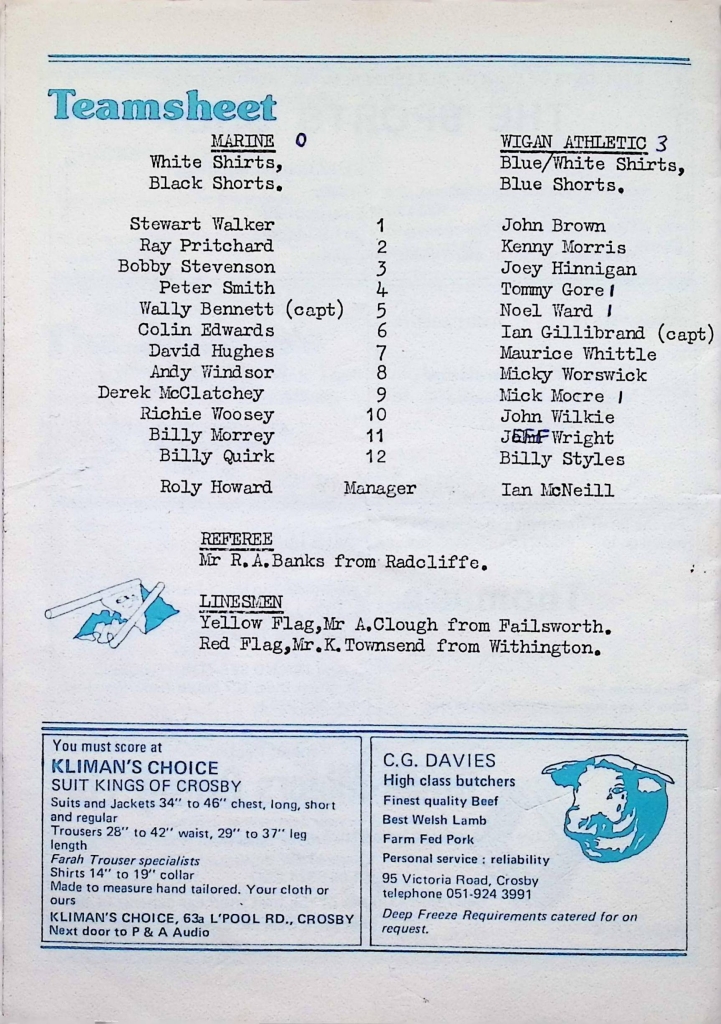 Teamsheet
MARINE 0 WIGAN ATHLETIC 3
White Shirts, Blue/White Shirts,
Black Shorts. Blue Shorts.
Stewart Walker 1 John Brown
Ray Pritchard 2 Kenny Morris
Bobby Stevenson 3 Joey Hinnigan
Peter Smith 4 Tommy Gore 1
Wally Bennett (capt) 5 Noel Ward 1
Colin Edwards 6 Ian Gillibrand (capt)
David Hughes 7 Maurice Whittle
Andy Windsor 8 Micky Worswick
Derek McClatchey 9 Mick Moore 1
Richie Woosey 10 John Wilkie
Billy Morrey 11 JEFF Wright
Billy Quirk 12 Billy Styles
Roly Howard Manager Ian McNeill
REFEREE
Mr R.A.Banks from Radcliffe.
LINESMEN
Yellow Flag,Mr A.Clough from Failsworth.
Red Flag,Mr.K.Townsend from Withington.
You must score at
KLIMAN'S CHOICE
SUIT KINGS OF CROSBY
Suits and Jackets 34" to 46" chest, long, short
and regular
Trousers 28" to 42" waist, 29" to 37" leg
length
Farah Trouser specialists
Shirts 14" to 19" collar
Made to measure hand tailored. Your cloth or
ours
KLIMAN'S CHOICE, 63a L'POOL RD., CROSBY
Next door to P & A Audio
C.G. DAVIES
High class butchers
Finest quality Beef
Best Welsh Lamb
Farm Fed Pork
Personal service : reliability
95 Victoria Road, Crosby
telephone 051-924 3991
Deep Freeze Requirements catered for on
request.